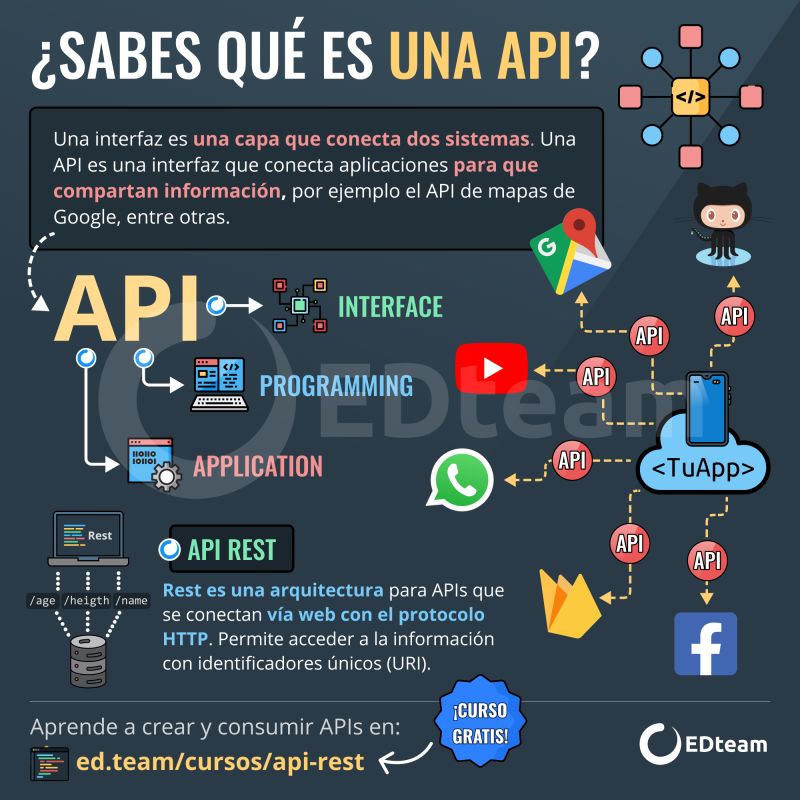 ¿SABES QUÉ ES UNA API?
</>
Una interfaz es una capa que conecta dos sistemas. Una
API es una interfaz que conecta aplicaciones para que
compartan información, por ejemplo el API de mapas de
Google, entre otras.
G
API
INTERFACE
</>
PROGRAMMING
01011
10101
APPLICATION
API
API
API
API
API
API
<TuApp>
EDteam
Rest
/age /heigth /name
API REST
Rest es una arquitectura para APIs que
se conectan vía web con el protocolo
HTTP. Permite acceder a la información
con identificadores únicos (URI).
Aprende a crear y consumir APIs en:
ed.team/cursos/api-rest
¡CURSO
GRATIS!
EDteam